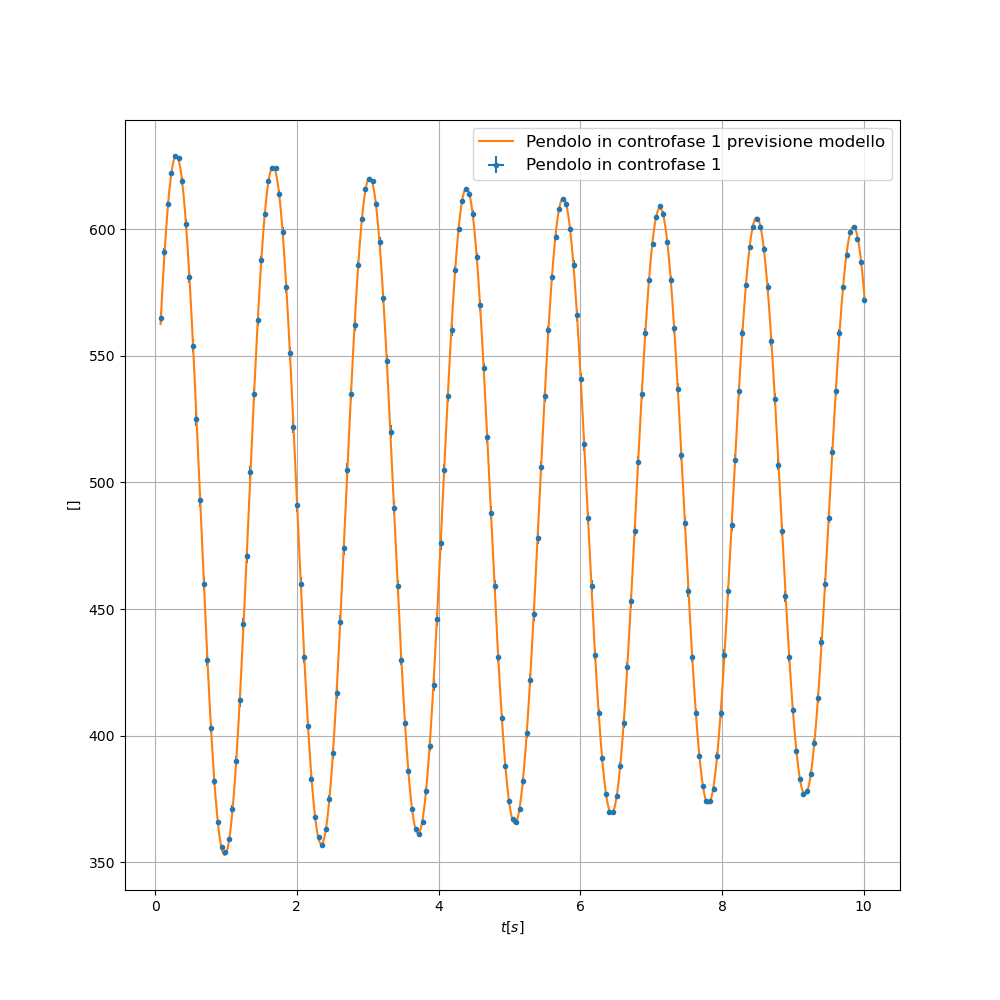 Pendolo in controfase 1 previsione modello
Pendolo in controfase 1
600
550
500
450
400
350
[]
0 2 4 6 8 10
t[s]